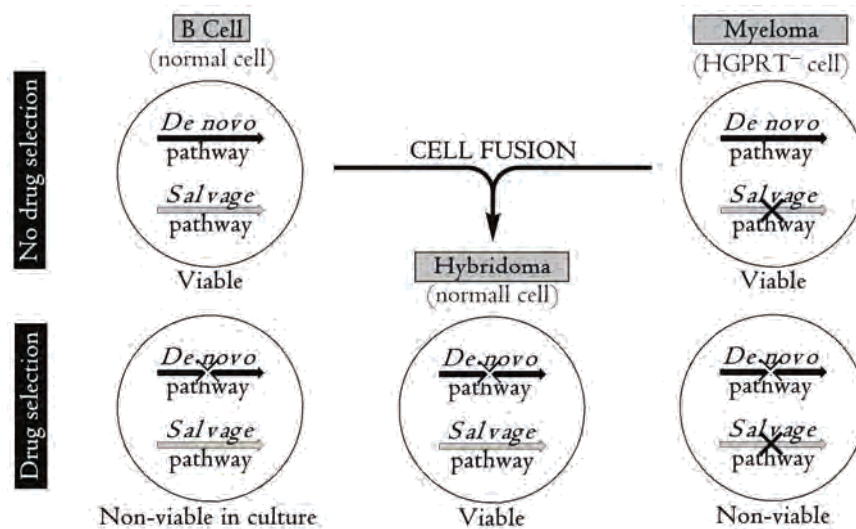 B Cell
(normal cell)
Myeloma
(HGPRT⁻ cell)
No drug selection
De novo
pathway
Salvage
pathway
Viable
CELL FUSION
De novo
pathway
Salvage
pathway
Viable
Hybridoma
(normall cell)
Drug selection
De novo
pathway
Salvage
pathway
Non-viable in culture
De novo
pathway
Salvage
pathway
Viable
De novo
pathway
Salvage
pathway
Non-viable